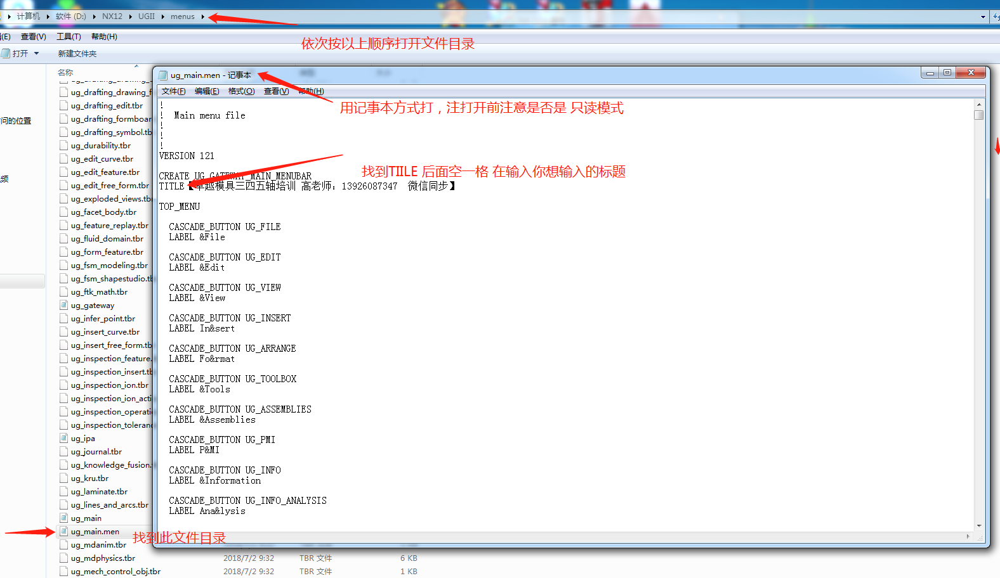 计算机 ▸ 软件 (D:) ▸ NX12 ▸ UGII ▸ menus ▸
(E) 查看(V) 工具(T) 帮助(H)
依次按以上顺序打开文件目录
打开 新建文件夹
名称
ug_main.men - 记事本
文件(F) 编辑(E) 格式(O) 查看(V) 帮助(H)
用记事本方式打，注打开前注意是否是 只读模式
问的位置
频
ug_drafting_drawing_f
ug_drafting_edit.tbr
ug_drafting_formboar
ug_drafting_symbol.tb
ug_durability.tbr
ug_edit_curve.tbr
ug_edit_feature.tbr
ug_edit_free_form.tbr
ug_exploded_views.tbr
ug_facet_body.tbr
ug_feature_replay.tbr
ug_fluid_domain.tbr
ug_form_feature.tbr
ug_fsm_modeling.tbr
ug_fsm_shapestudio.tb
ug_ftk_math.tbr
ug_gateway
ug_infer_point.tbr
ug_insert_curve.tbr
ug_insert_free_form.tb
ug_inspection_feature.
ug_inspection_insert.tb
ug_inspection_ion.tbr
ug_inspection_ion_acti
ug_inspection_operati
ug_inspection_toleranc
ug_ipa
ug_journal.tbr
ug_knowledge_fusion.
ug_kru.tbr
ug_laminate.tbr
ug_lines_and_arcs.tbr
ug_main
ug_main.men
找到此文件目录
ug_mdanim.tbr
ug_mdphysics.tbr 2018/7/2 9:32 TBR 文件 6 KB
ug_mech_control_obj.tbr 2018/7/2 9:32 TBR 文件 1 KB
!
! Main menu file
!
!
!
VERSION 121
CREATE UG_GATEWAY_MAIN_MENUBAR
找到TIILE 后面空一格 在输入你想输入的标题
TITLE【卓越模具三四五轴培训 高老师：13926087347 微信同步】
TOP_MENU
CASCADE_BUTTON UG_FILE
LABEL &File
CASCADE_BUTTON UG_EDIT
LABEL &Edit
CASCADE_BUTTON UG_VIEW
LABEL &View
CASCADE_BUTTON UG_INSERT
LABEL In&sert
CASCADE_BUTTON UG_ARRANGE
LABEL Fo&rmat
CASCADE_BUTTON UG_TOOLBOX
LABEL &Tools
CASCADE_BUTTON UG_ASSEMBLIES
LABEL &Assemblies
CASCADE_BUTTON UG_PMI
LABEL P&MI
CASCADE_BUTTON UG_INFO
LABEL &Information
CASCADE_BUTTON UG_INFO_ANALYSIS
LABEL Ana&lysis